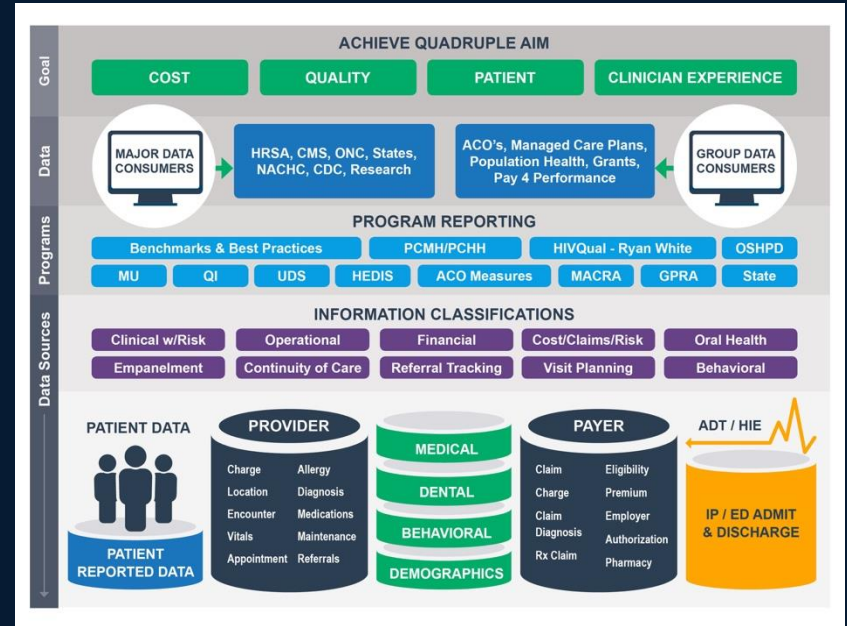 Goal
ACHIEVE QUADRUPLE AIM
COST
QUALITY
PATIENT
CLINICIAN EXPERIENCE
Data
MAJOR DATA
CONSUMERS
HRSA, CMS, ONC, States,
NACHC, CDC, Research
ACO's, Managed Care Plans,
Population Health, Grants,
Pay 4 Performance
GROUP DATA
CONSUMERS
Programs
PROGRAM REPORTING
Benchmarks & Best Practices
PCMH/PCHH
HIVQual - Ryan White
OSHPD
MU
QI
UDS
HEDIS
ACO Measures
MACRA
GPRA
State
Data Sources
INFORMATION CLASSIFICATIONS
Clinical w/Risk
Operational
Financial
Cost/Claims/Risk
Oral Health
Empanelment
Continuity of Care
Referral Tracking
Visit Planning
Behavioral
PATIENT DATA
PATIENT
REPORTED DATA
PROVIDER
Charge
Location
Encounter
Vitals
Appointment
Allergy
Diagnosis
Medications
Maintenance
Referrals
MEDICAL
DENTAL
BEHAVIORAL
DEMOGRAPHICS
PAYER
Claim
Charge
Claim
Diagnosis
Rx Claim
Eligibility
Premium
Employer
Authorization
Pharmacy
ADT / HIE
IP / ED ADMIT
& DISCHARGE